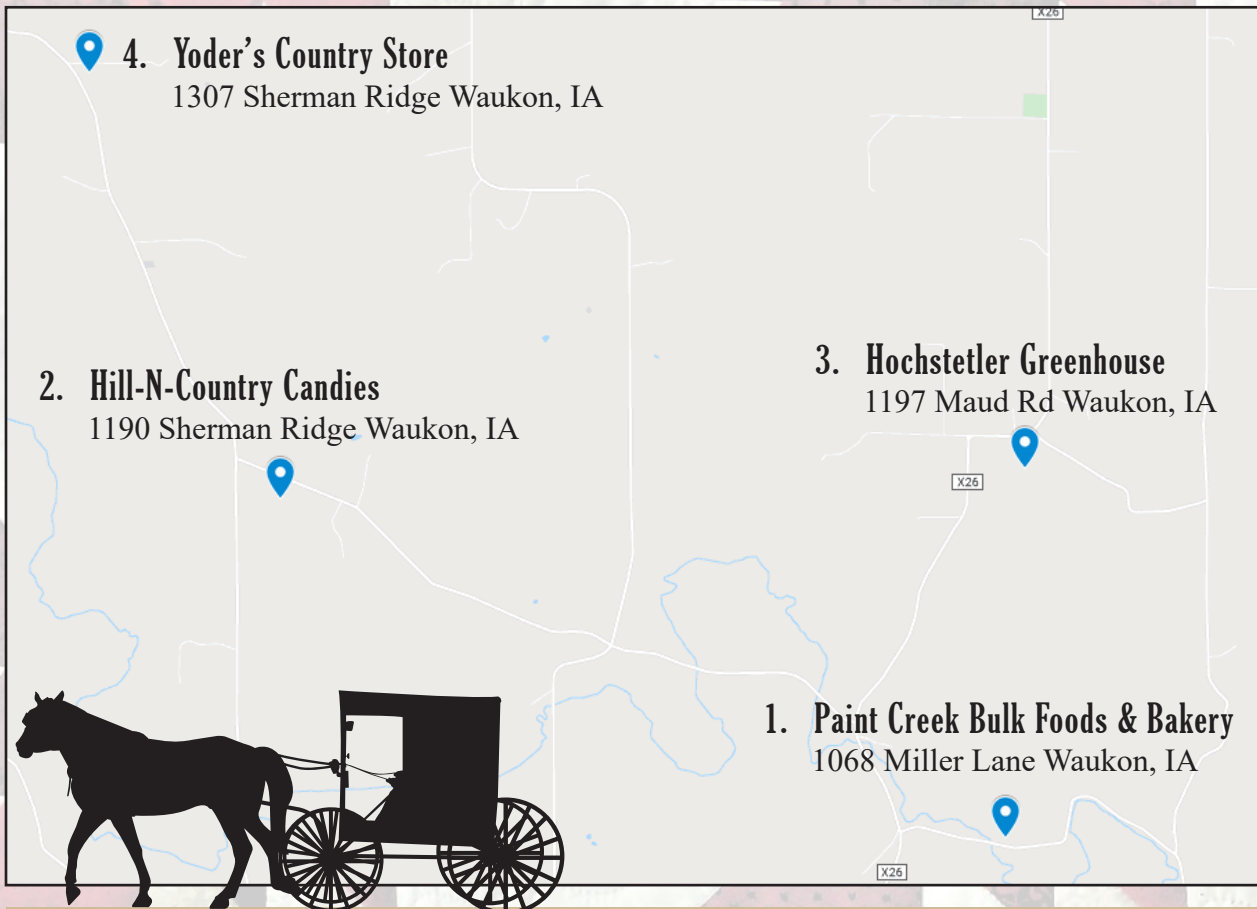 X26
4. Yoder's Country Store
1307 Sherman Ridge Waukon, IA
2. Hill-N-Country Candies
1190 Sherman Ridge Waukon, IA
3. Hochstetler Greenhouse
1197 Maud Rd Waukon, IA
X26
1. Paint Creek Bulk Foods & Bakery
1068 Miller Lane Waukon, IA
X26